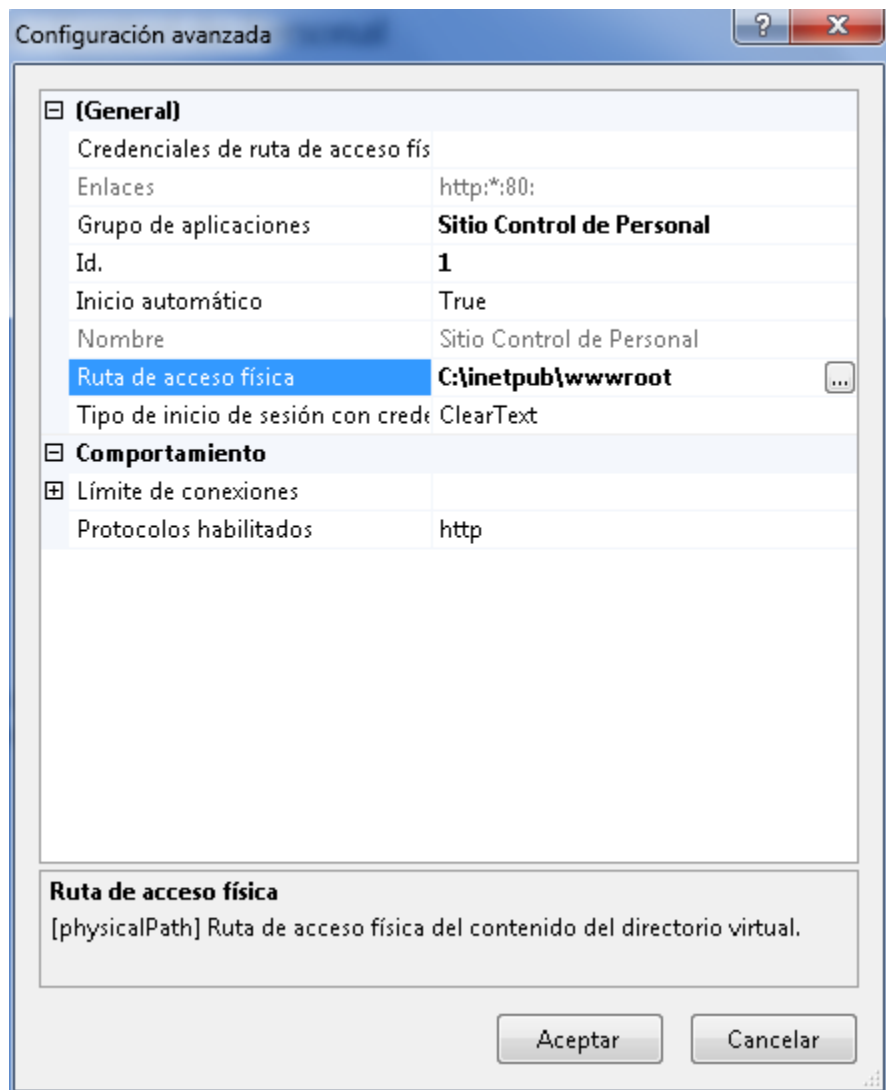 Configuración avanzada
(General)
Credenciales de ruta de acceso fís
Enlaces http:*:80:
Grupo de aplicaciones Sitio Control de Personal
Id. 1
Inicio automático True
Nombre Sitio Control de Personal
Ruta de acceso física C:\inetpub\wwwroot ...
Tipo de inicio de sesión con crede ClearText
Comportamiento
Límite de conexiones
Protocolos habilitados http
Ruta de acceso física
[physicalPath] Ruta de acceso física del contenido del directorio virtual.
Aceptar Cancelar